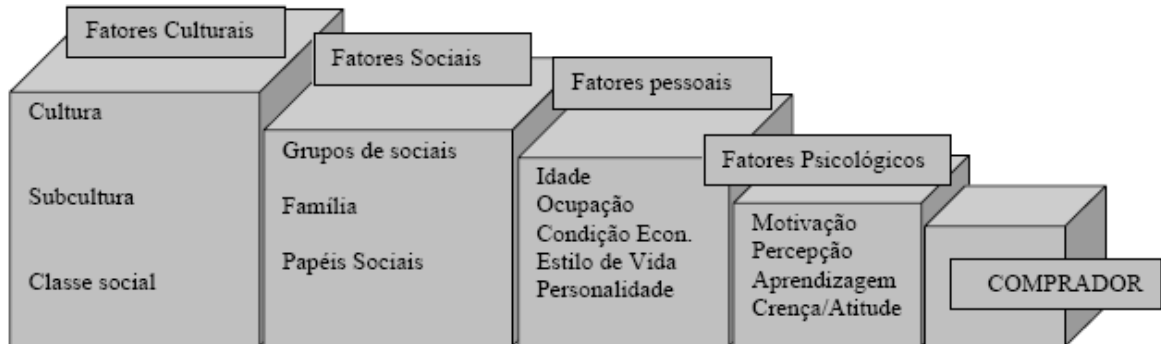 Fatores Culturais
Cultura
Subcultura
Classe social
Fatores Sociais
Grupos de sociais
Família
Papéis Sociais
Fatores pessoais
Idade
Ocupação
Condição Econ.
Estilo de Vida
Personalidade
Fatores Psicológicos
Motivação
Percepção
Aprendizagem
Crença/Atitude
COMPRADOR